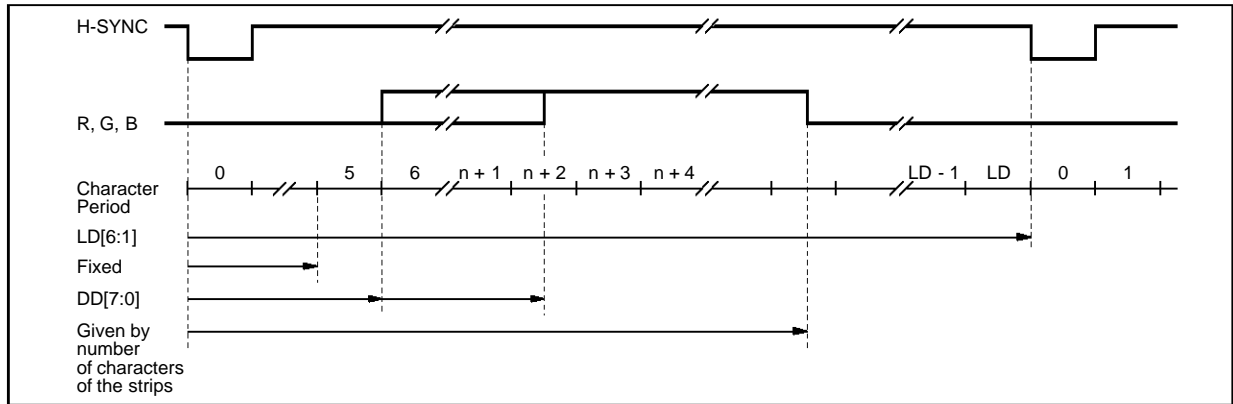 H-SYNC
R, G, B
0 5 6 n + 1 n + 2 n + 3 n + 4 LD - 1 LD 0 1
Character
Period
LD[6:1]
Fixed
DD[7:0]
Given by
number
of characters
of the strips